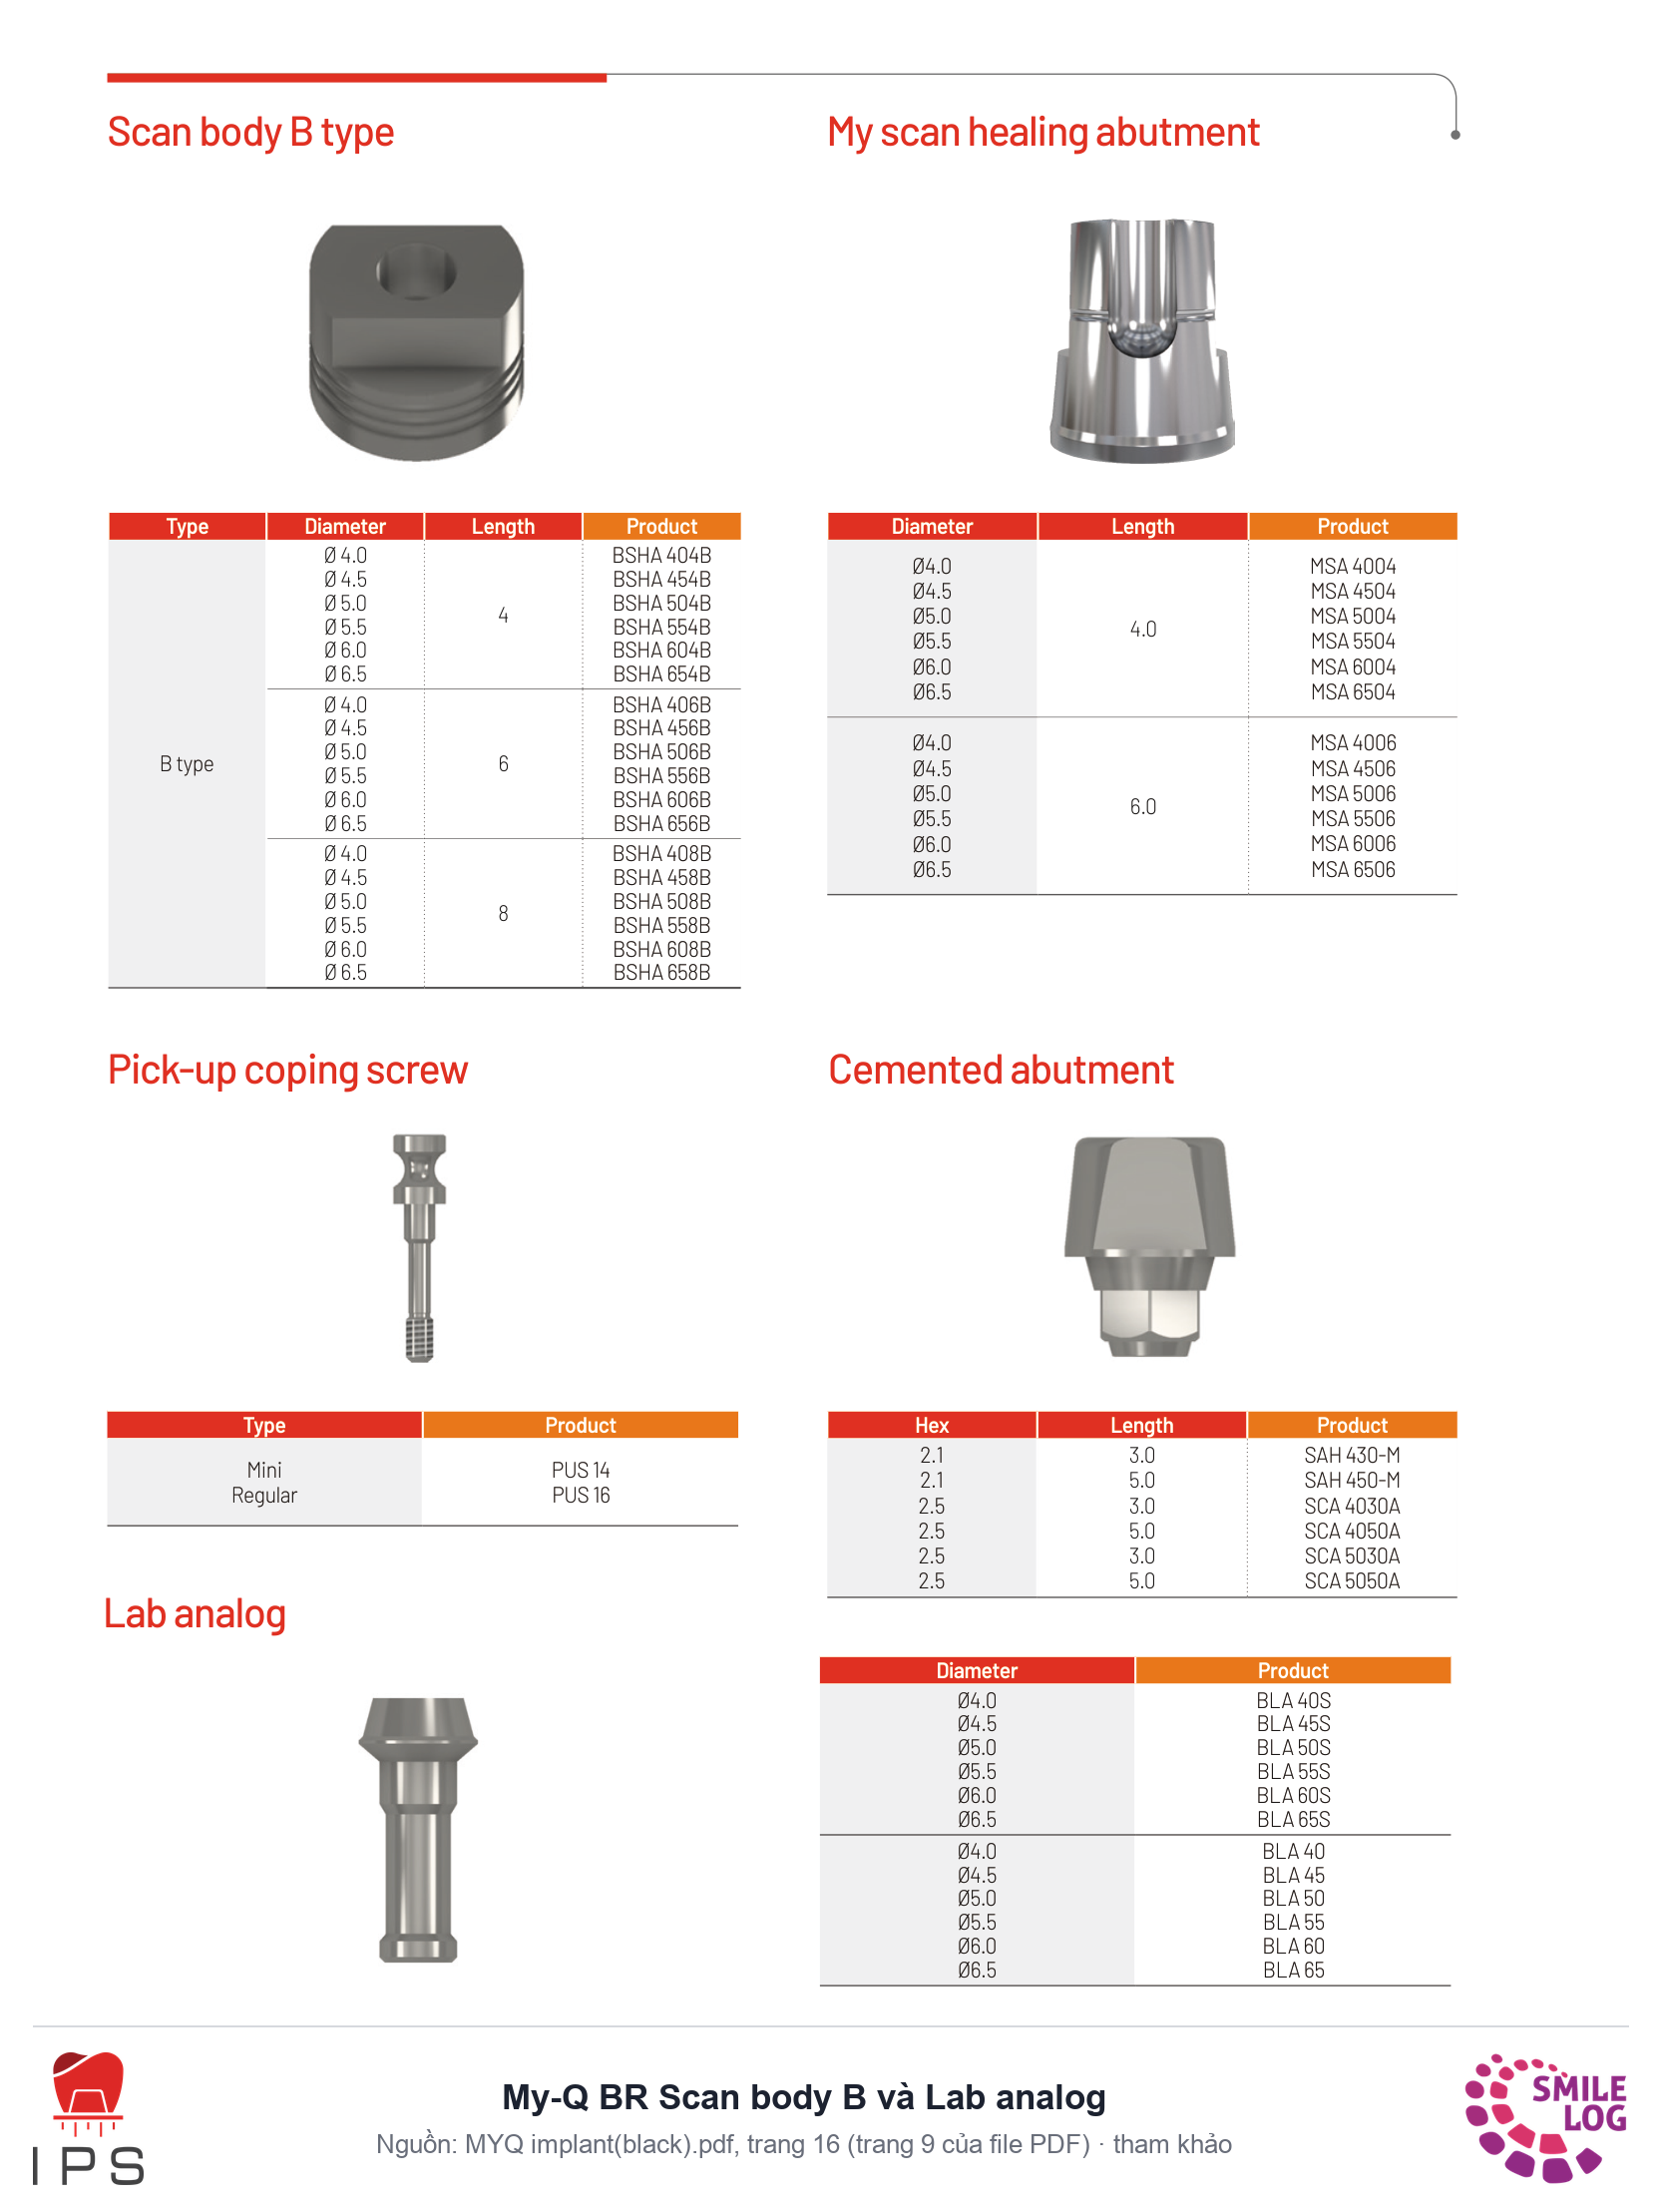 Scan body B type
Type Diameter Length Product
B type
Ø 4.0 BSHA 404B
Ø 4.5 BSHA 454B
Ø 5.0 BSHA 504B
4
Ø 5.5 BSHA 554B
Ø 6.0 BSHA 604B
Ø 6.5 BSHA 654B
Ø 4.0 BSHA 406B
Ø 4.5 BSHA 456B
Ø 5.0 BSHA 506B
6
Ø 5.5 BSHA 556B
Ø 6.0 BSHA 606B
Ø 6.5 BSHA 656B
Ø 4.0 BSHA 408B
Ø 4.5 BSHA 458B
Ø 5.0 BSHA 508B
8
Ø 5.5 BSHA 558B
Ø 6.0 BSHA 608B
Ø 6.5 BSHA 658B
My scan healing abutment
Diameter Length Product
Ø4.0 MSA 4004
Ø4.5 MSA 4504
Ø5.0 MSA 5004
4.0
Ø5.5 MSA 5504
Ø6.0 MSA 6004
Ø6.5 MSA 6504
Ø4.0 MSA 4006
Ø4.5 MSA 4506
Ø5.0 MSA 5006
6.0
Ø5.5 MSA 5506
Ø6.0 MSA 6006
Ø6.5 MSA 6506
Pick-up coping screw
Type Product
Mini PUS 14
Regular PUS 16
Cemented abutment
Hex Length Product
2.1 3.0 SAH 430-M
2.1 5.0 SAH 450-M
2.5 3.0 SCA 4030A
2.5 5.0 SCA 4050A
2.5 3.0 SCA 5030A
2.5 5.0 SCA 5050A
Lab analog
Diameter Product
Ø4.0 BLA 40S
Ø4.5 BLA 45S
Ø5.0 BLA 50S
Ø5.5 BLA 55S
Ø6.0 BLA 60S
Ø6.5 BLA 65S
Ø4.0 BLA 40
Ø4.5 BLA 45
Ø5.0 BLA 50
Ø5.5 BLA 55
Ø6.0 BLA 60
Ø6.5 BLA 65
IPS
My-Q BR Scan body B và Lab analog
Nguồn: MYQ implant(black).pdf, trang 16 (trang 9 của file PDF) · tham khảo
SMILE
LOG